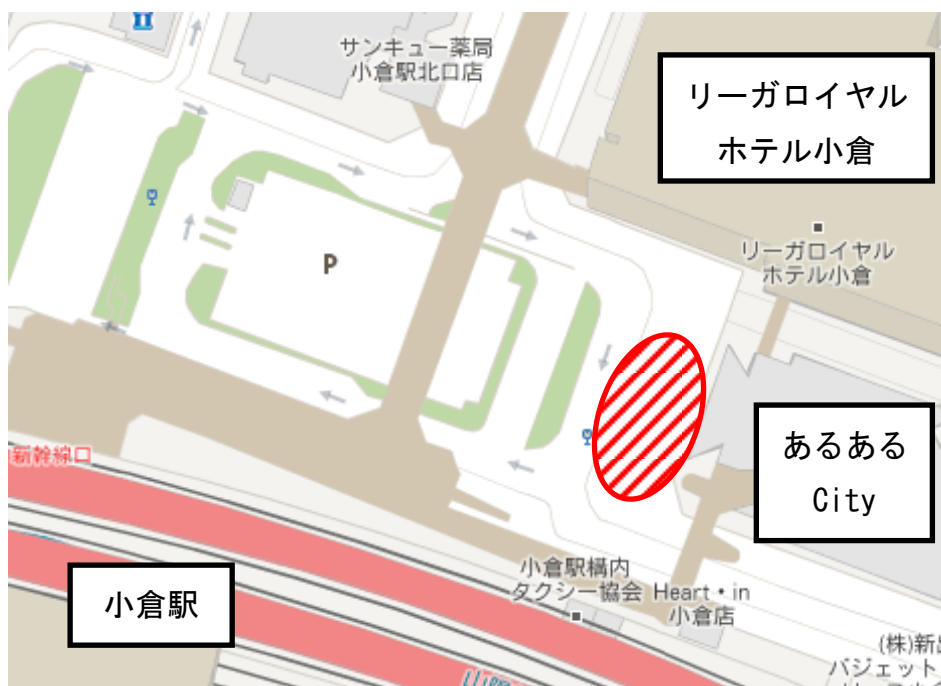 サンキュー薬局
小倉駅北口店
リーガロイヤル
ホテル小倉
リーガロイヤル
ホテル小倉
P
あるある
City
新幹線口
小倉駅
小倉駅構内
タクシー協会
Heart・in
小倉店
(株)新出
バジェット